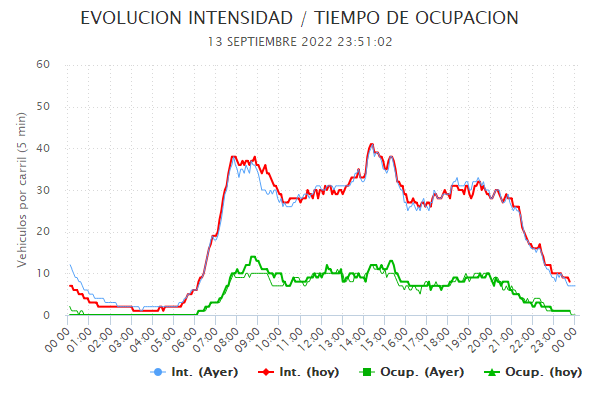 EVOLUCION INTENSIDAD / TIEMPO DE OCUPACION
13 SEPTIEMBRE 2022 23:51:02
Vehiculos por carril (5 min)
60
50
40
30
20
10
0
00:00 01:00 02:00 03:00 04:00 05:00 06:00 07:00 08:00 09:00 10:00 11:00 12:00 13:00 14:00 15:00 16:00 17:00 18:00 19:00 20:00 21:00 22:00 23:00 00:00
Int. (Ayer) Int. (hoy) Ocup. (Ayer) Ocup. (hoy)